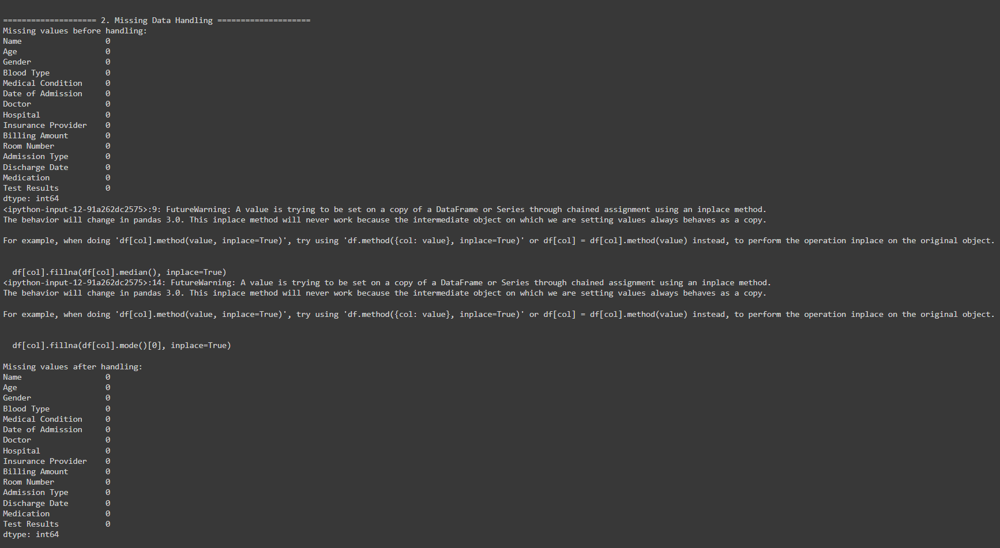 ==================== 2. Missing Data Handling ====================
Missing values before handling:
Name                  0
Age                   0
Gender                0
Blood Type            0
Medical Condition     0
Date of Admission     0
Doctor                0
Hospital              0
Insurance Provider    0
Billing Amount        0
Room Number           0
Admission Type        0
Discharge Date        0
Medication            0
Test Results          0
dtype: int64
<ipython-input-12-91a262dc2575>:9: FutureWarning: A value is trying to be set on a copy of a DataFrame or Series through chained assignment using an inplace method.
The behavior will change in pandas 3.0. This inplace method will never work because the intermediate object on which we are setting values always behaves as a copy.

For example, when doing 'df[col].method(value, inplace=True)', try using 'df.method({col: value}, inplace=True)' or df[col] = df[col].method(value) instead, to perform the operation inplace on the original object.


  df[col].fillna(df[col].median(), inplace=True)
<ipython-input-12-91a262dc2575>:14: FutureWarning: A value is trying to be set on a copy of a DataFrame or Series through chained assignment using an inplace method.
The behavior will change in pandas 3.0. This inplace method will never work because the intermediate object on which we are setting values always behaves as a copy.

For example, when doing 'df[col].method(value, inplace=True)', try using 'df.method({col: value}, inplace=True)' or df[col] = df[col].method(value) instead, to perform the operation inplace on the original object.


  df[col].fillna(df[col].mode()[0], inplace=True)

Missing values after handling:
Name                  0
Age                   0
Gender                0
Blood Type            0
Medical Condition     0
Date of Admission     0
Doctor                0
Hospital              0
Insurance Provider    0
Billing Amount        0
Room Number           0
Admission Type        0
Discharge Date        0
Medication            0
Test Results          0
dtype: int64